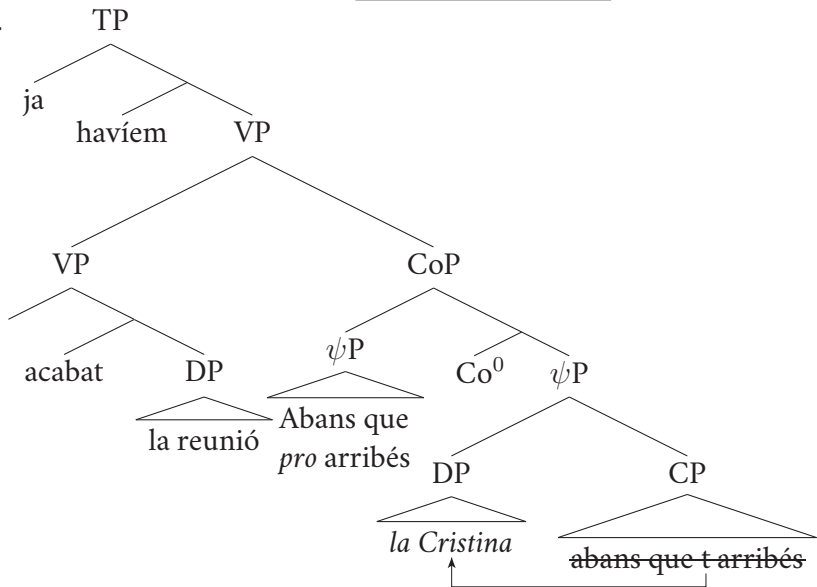 TP
ja
havíem VP
VP CoP
ψP
acabat DP Co⁰ ψP
la reunió Abans que
pro arribés DP CP
la Cristina abans que t arribés